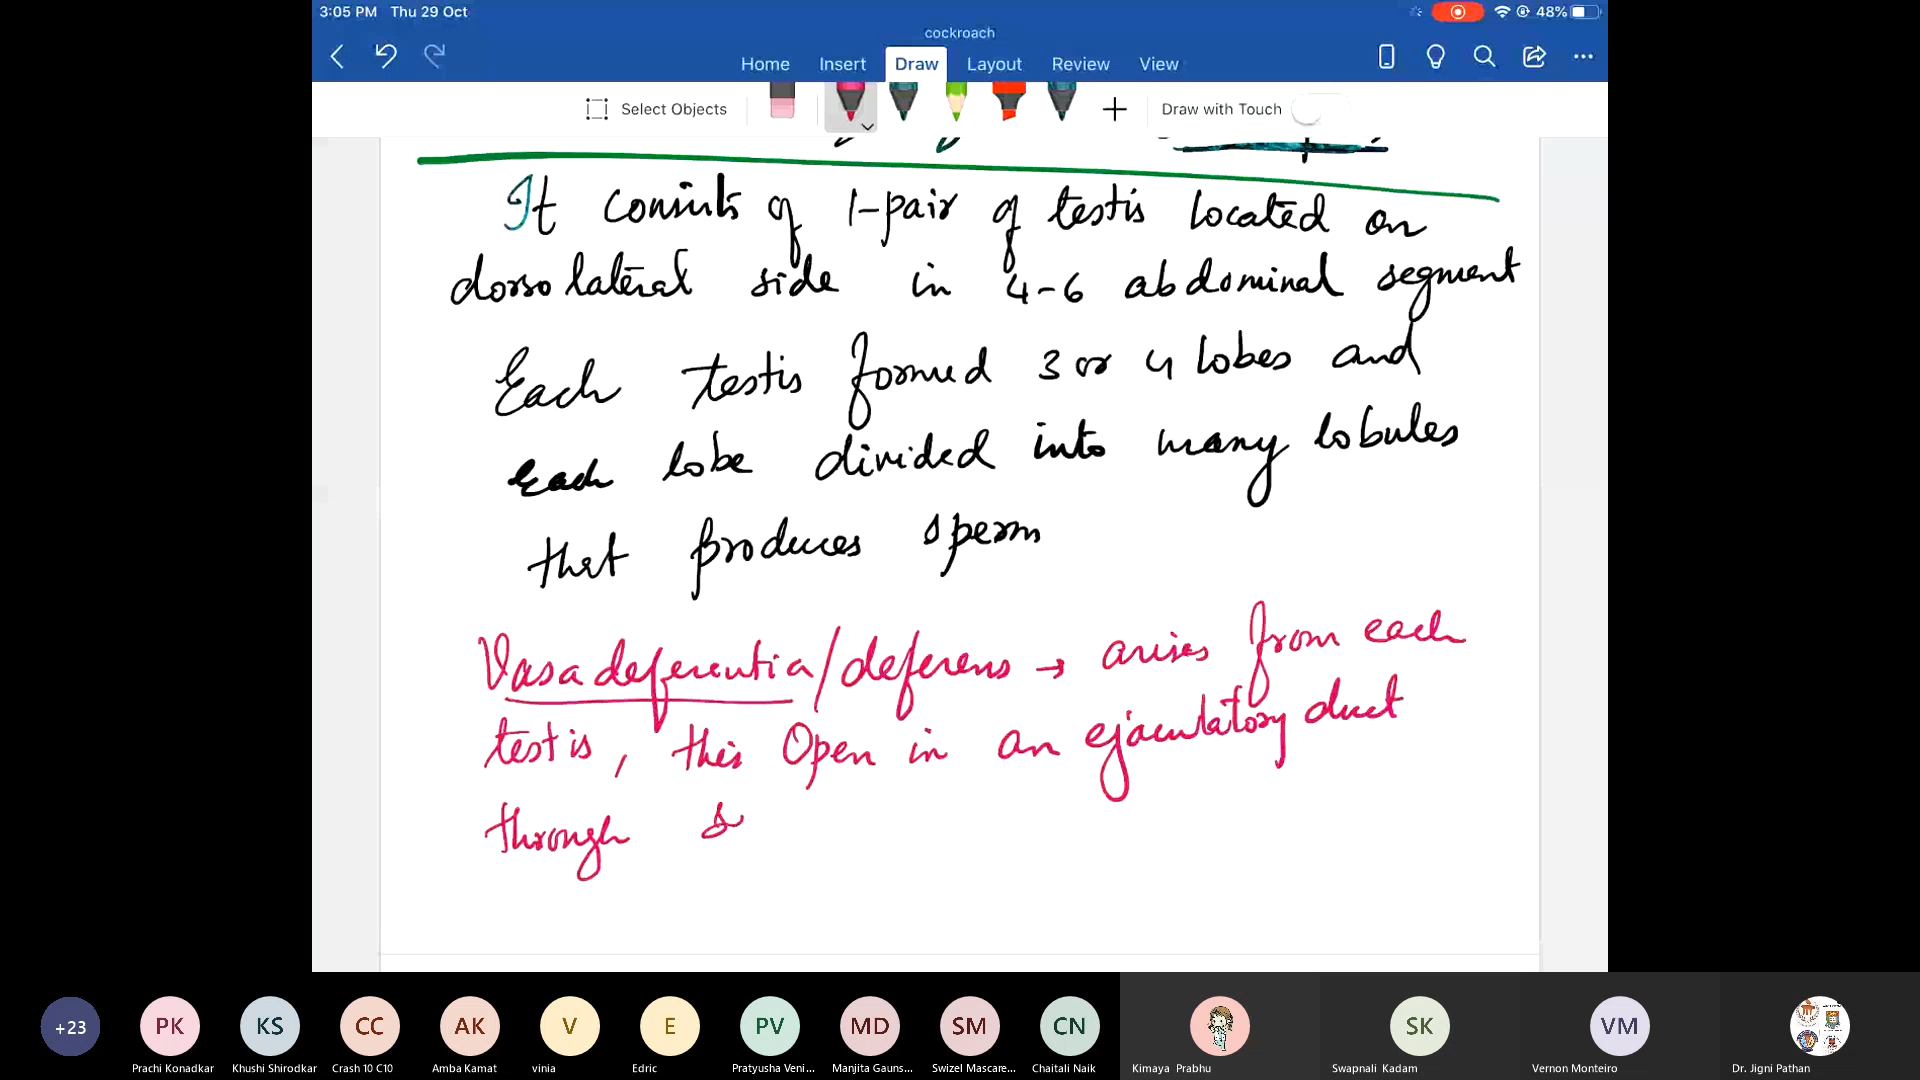 3:05 PM Thu 29 Oct
48%
cockroach
Home Insert Draw Layout Review View
Select Objects
Draw with Touch
It consists of 1-pair of testis located on
dorso lateral side in 4-6 abdominal segment
Each testis formed 3 or 4 lobes and
each lobe divided into many lobules
that produces sperm
Vasa deferentia/deferens → arises from each
testis, this Open in an ejaculatory duct
through s
+23
PK KS CC AK V E PV MD SM CN SK VM
Prachi Konadkar Khushi Shirodkar Crash 10 C10 Amba Kamat vinia Edric Pratyusha Veni... Manjita Gauns... Swizel Mascare... Chaitali Naik Kimaya Prabhu Swapnali Kadam Vernon Monteiro Dr. Jigni Pathan